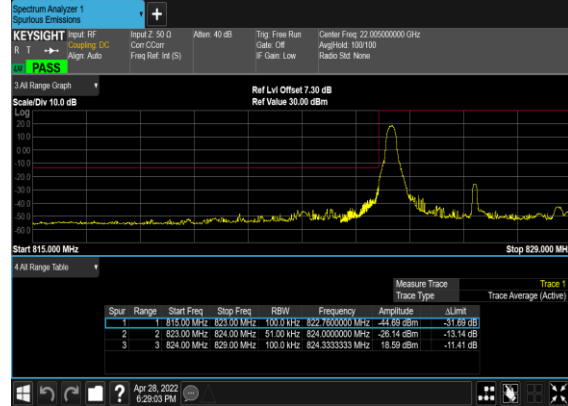 Spectrum Analyzer 1
Spurious Emissions
+
KEYSIGHT Input: RF Input Z: 50 Ω Atten: 40 dB Trig: Free Run Center Freq: 22.005000000 GHz
R T Coupling: DC Corr CCorr Gate: Off Avg|Hold: 100/100
Align: Auto Freq Ref: Int (S) IF Gain: Low Radio Std: None
PASS
3 All Range Graph Ref Lvl Offset 7.30 dB
Scale/Div 10.0 dB Ref Value 30.00 dBm
Log
20.0
10.0
0.00
-10.0
-20.0
-30.0
-40.0
-50.0
-60.0
Start 815.000 MHz Stop 829.000 MH
4 All Range Table
Measure Trace Trace 1
Trace Type Trace Average (Active)
Spur Range Start Freq Stop Freq RBW Frequency Amplitude ΔLimit
1 1 815.00 MHz 823.00 MHz 100.0 kHz 822.7600000 MHz -44.69 dBm -31.69 dB
2 2 823.00 MHz 824.00 MHz 51.00 kHz 824.0000000 MHz -26.14 dBm -13.14 dB
3 3 824.00 MHz 829.00 MHz 100.0 kHz 824.3333333 MHz 18.59 dBm -11.41 dB
? Apr 28, 2022
6:29:03 PM